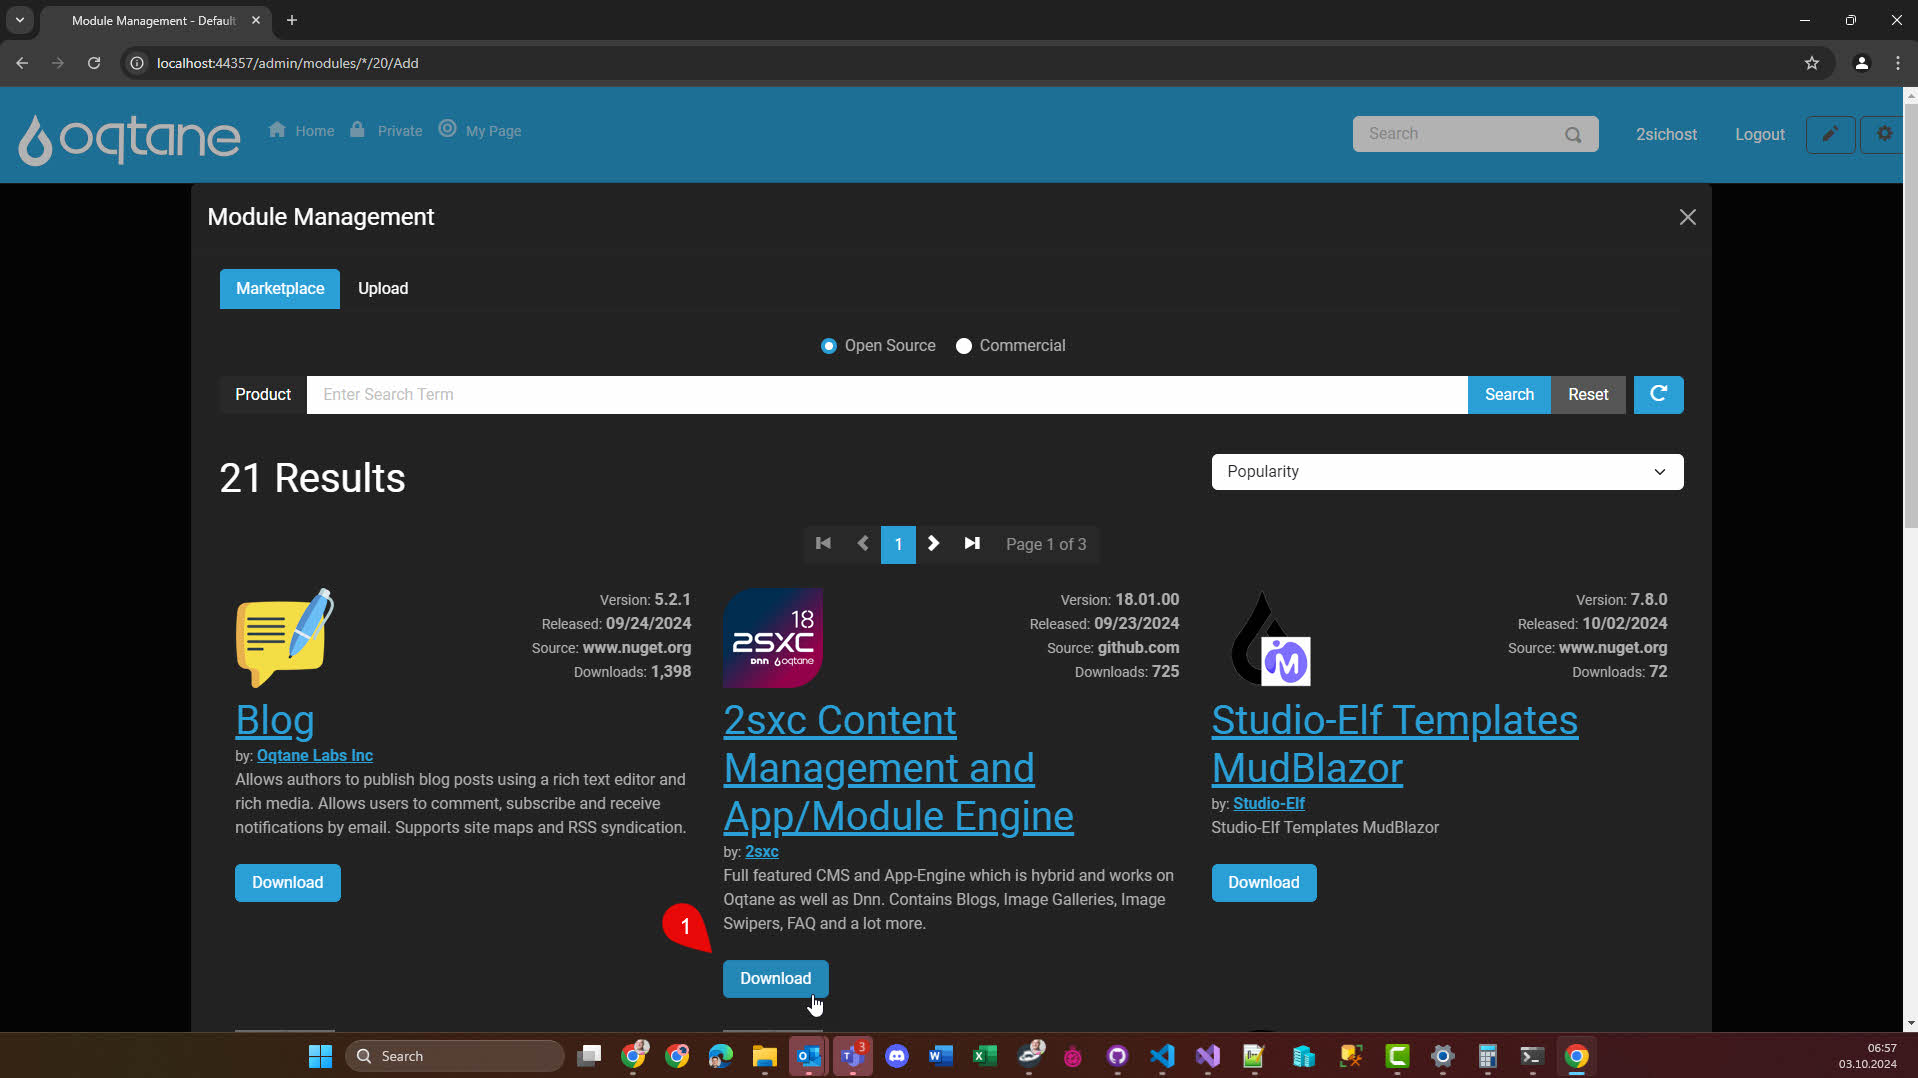 Module Management - Default
localhost:44357/admin/modules/*/20/Add
oqtane
Home
Private
My Page
Search
2sichost
Logout
Module Management
Marketplace
Upload
Open Source
Commercial
Product
Enter Search Term
Search
Reset
21 Results
Popularity
1
Page 1 of 3
Version: 5.2.1
Released: 09/24/2024
Source: www.nuget.org
Downloads: 1,398
Blog
by: Oqtane Labs Inc
Allows authors to publish blog posts using a rich text editor and
rich media. Allows users to comment, subscribe and receive
notifications by email. Supports site maps and RSS syndication.
Download
18
2SXC
Dnn oqtane
Version: 18.01.00
Released: 09/23/2024
Source: github.com
Downloads: 725
2sxc Content
Management and
App/Module Engine
by: 2sxc
Full featured CMS and App-Engine which is hybrid and works on
Oqtane as well as Dnn. Contains Blogs, Image Galleries, Image
Swipers, FAQ and a lot more.
1
Download
M
Version: 7.8.0
Released: 10/02/2024
Source: www.nuget.org
Downloads: 72
Studio-Elf Templates
MudBlazor
by: Studio-Elf
Studio-Elf Templates MudBlazor
Download
Search
3
06:57
03.10.2024